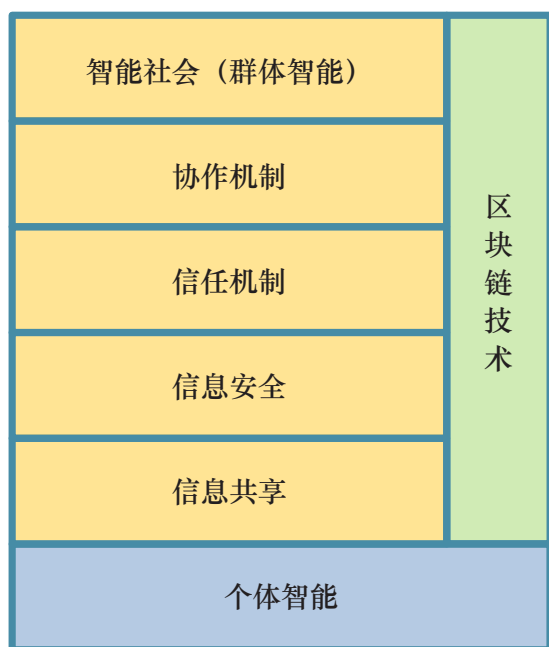 智能社会（群体智能）
协作机制
信任机制
信息安全
信息共享
区块链技术
个体智能